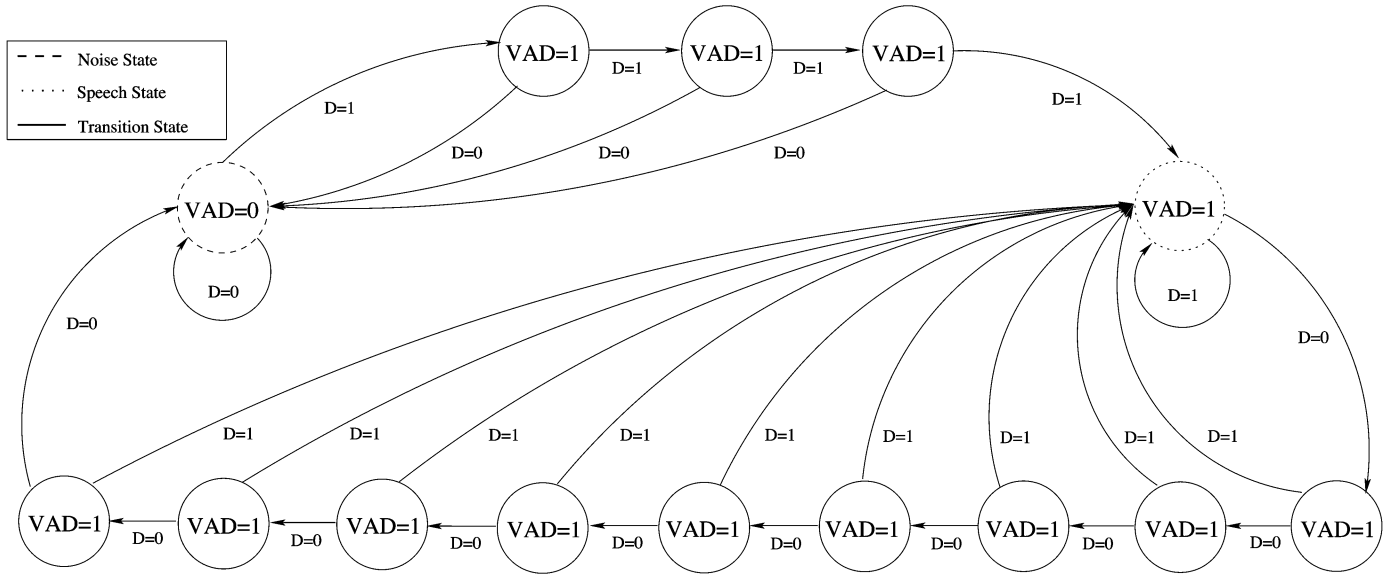 VAD=1
VAD=1
VAD=1
Noise State
Speech State
Transition State
D=1
D=1
D=1
D=1
D=0
D=0
D=0
VAD=0
VAD=1
D=0
D=1
D=0
D=0
D=1
D=1
D=1
D=1
D=1
D=1
D=1
D=1
D=1
VAD=1
VAD=1
VAD=1
VAD=1
VAD=1
VAD=1
VAD=1
VAD=1
VAD=1
D=0
D=0
D=0
D=0
D=0
D=0
D=0
D=0